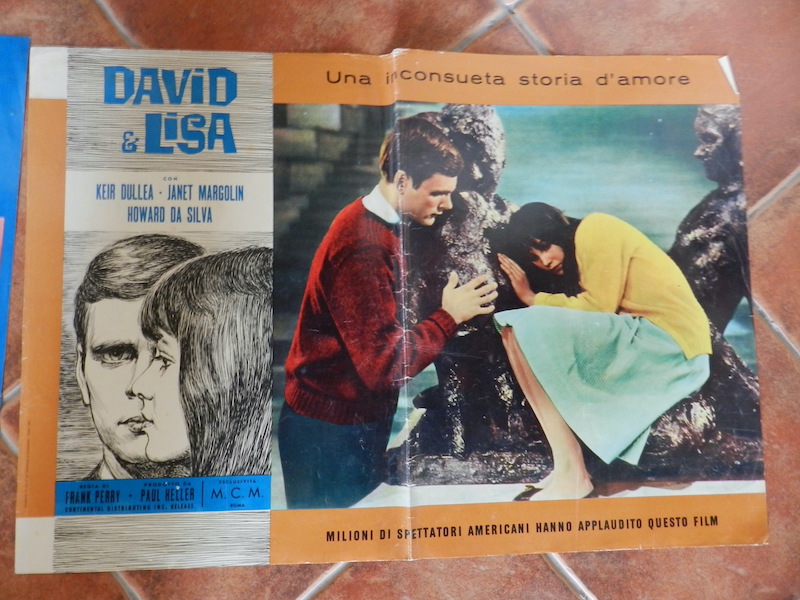 DAVID
& LISA
CON
KEIR DULLEA · JANET MARGOLIN
HOWARD DA SILVA
REGIA DI
FRANK PERRY ·
PRODOTTO DA
PAUL HELLER
CONTINENTAL DISTRIBUTING INC. RELEASE
ESCLUSIVITÀ
M. C. M.
ROMA
Una inconsueta storia d'amore
MILIONI DI SPETTATORI AMERICANI HANNO APPLAUDITO QUESTO FILM